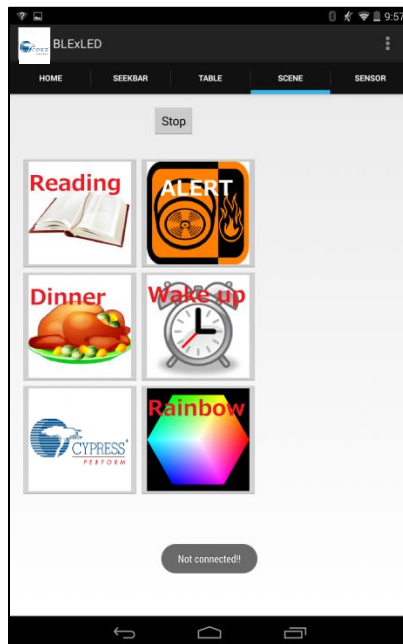 9:57
CYPRESS
BLExLED
HOME SEEKBAR TABLE SCENE SENSOR
Stop
Reading ALERT
Dinner Wake up
CYPRESS
PERFORM
Rainbow
Not connected!!